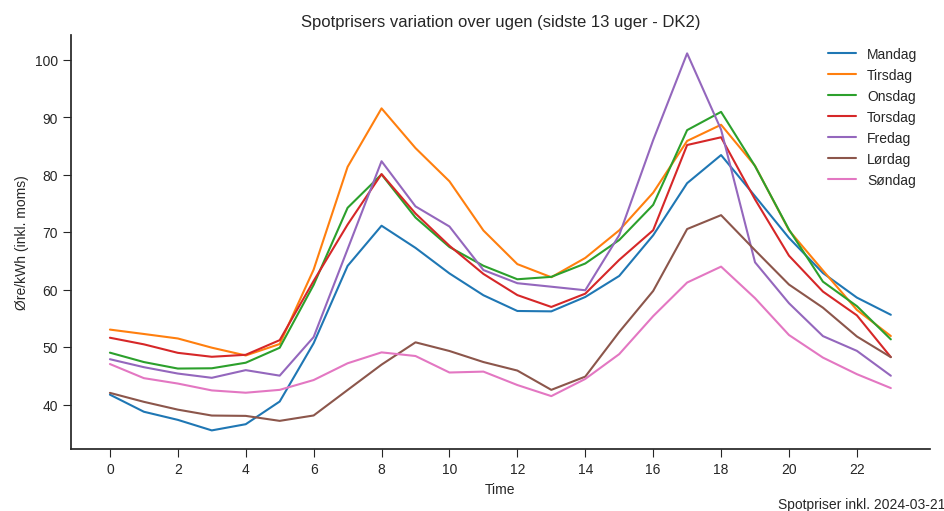 Spotprisers variation over ugen (sidste 13 uger - DK2)
Øre/kWh (inkl. moms)
100
90
80
70
60
50
40
0 2 4 6 8 10 12 14 16 18 20 22
Time
Mandag
Tirsdag
Onsdag
Torsdag
Fredag
Lørdag
Søndag
Spotpriser inkl. 2024-03-21